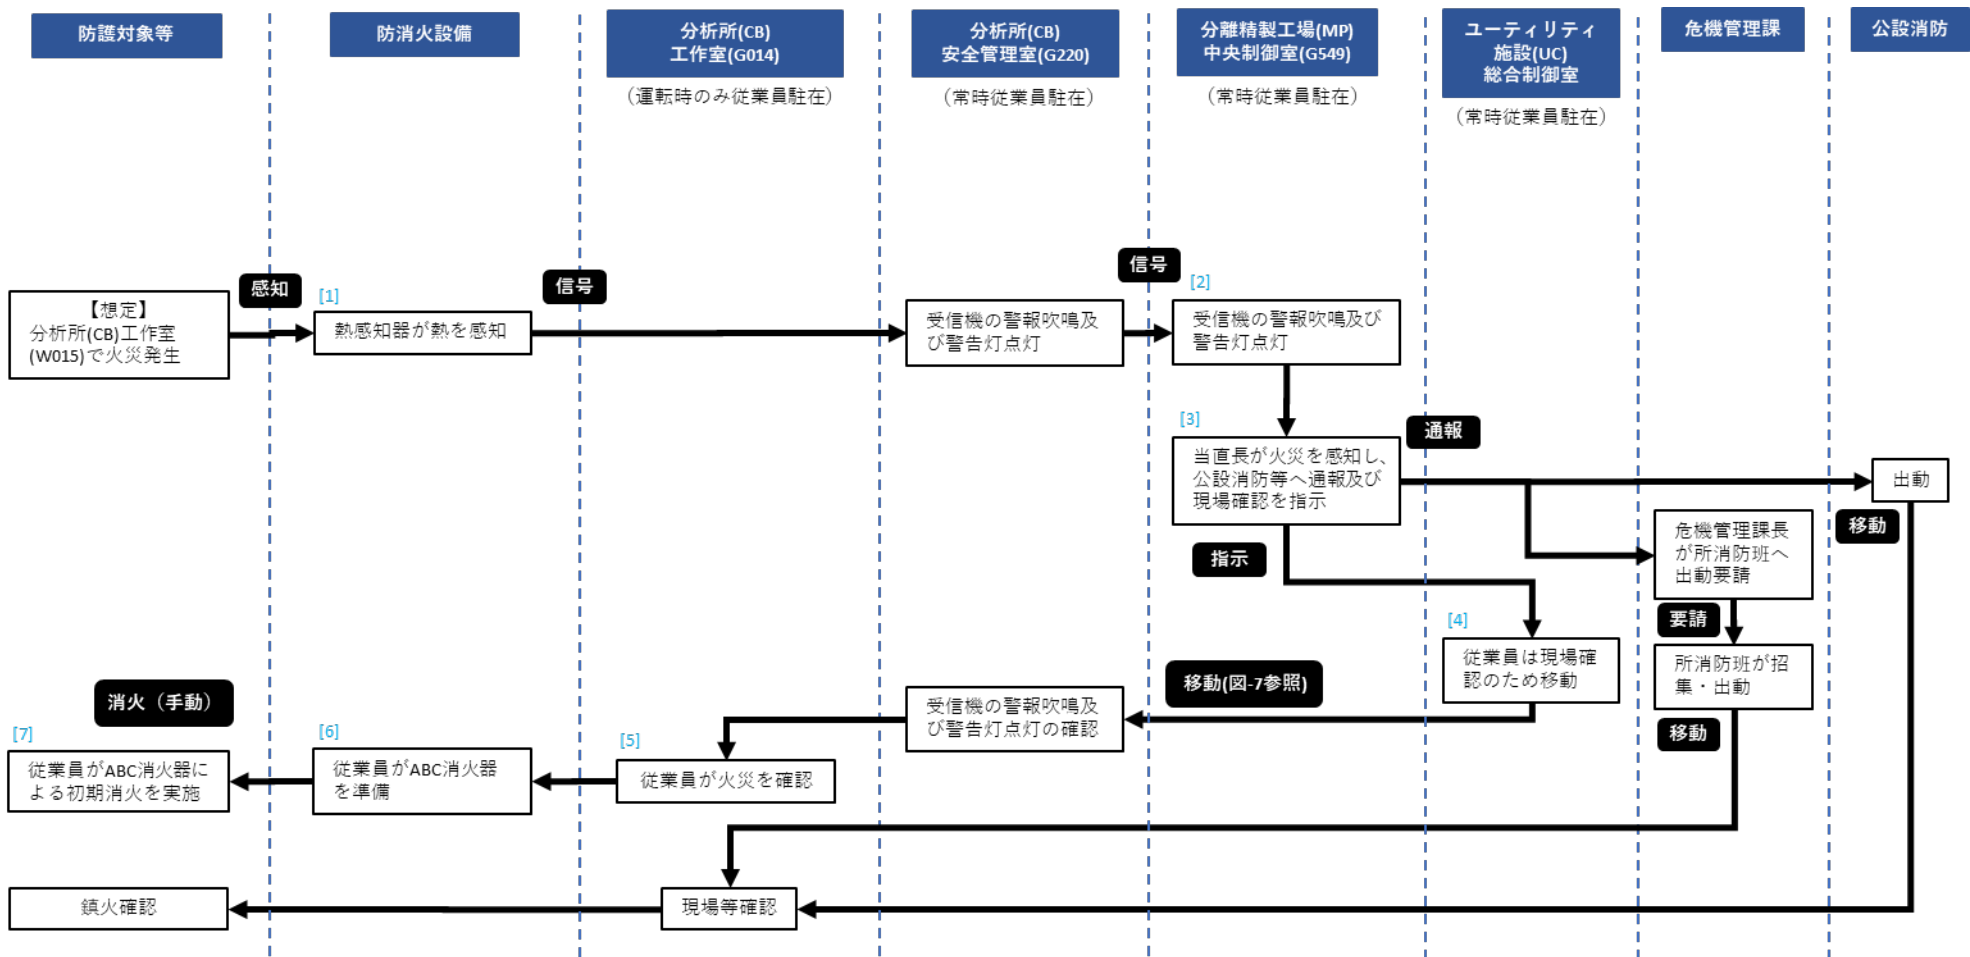 防護対象等
防消火設備
分析所(CB)
工作室(G014)
(運転時のみ従業員駐在)
分析所(CB)
安全管理室(G220)
(常時従業員駐在)
分離精製工場(MP)
中央制御室(G549)
(常時従業員駐在)
ユーティリティ
施設(UC)
総合制御室
(常時従業員駐在)
危機管理課
公設消防
【想定】
分析所(CB)工作室
(W015)で火災発生
感知
[1]
熱感知器が熱を感知
信号
受信機の警報吹鳴及
び警告灯点灯
信号
[2]
受信機の警報吹鳴及び
警告灯点灯
[3]
当直長が火災を感知し、
公設消防等へ通報及び
現場確認を指示
通報
出動
移動
危機管理課長
が所消防班へ
出動要請
要請
所消防班が招
集・出動
移動
指示
[4]
従業員は現場確
認のため移動
移動(図-7参照)
受信機の警報吹鳴及
び警告灯点灯の確認
[5]
従業員が火災を確認
[6]
従業員がABC消火器
を準備
消火（手動）
[7]
従業員がABC消火器に
よる初期消火を実施
現場等確認
鎮火確認